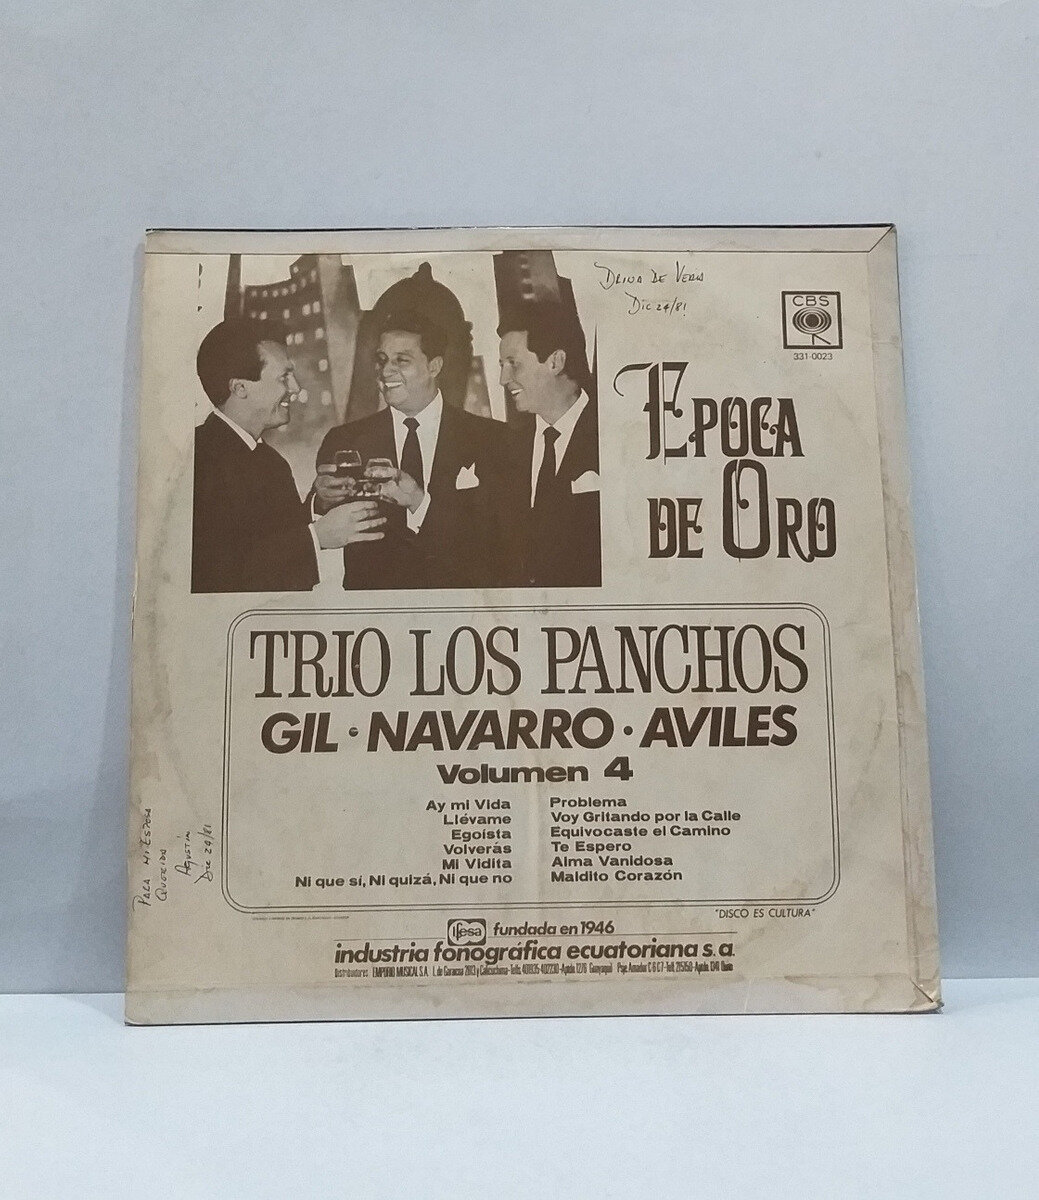 Dic 24/81
CBS
331-0023
EPOCA
DE ORO
TRIO LOS PANCHOS
GIL · NAVARRO · AVILES
Volumen 4
Ay mi Vida
Llévame
Egoísta
Volverás
Mi Vidita
Ni que sí, Ni quizá, Ni que no
Problema
Voy Gritando por la Calle
Equivocaste el Camino
Te Espero
Alma Vanidosa
Maldito Corazón
PARA MI ESPOSA
QUERIDA
AGUSTÍN
Dic 24/81
"DISCO ES CULTURA"
ifesa fundada en 1946
industria fonográfica ecuatoriana s.a.
Distribuidores: EMPORIO MUSICAL S.A.